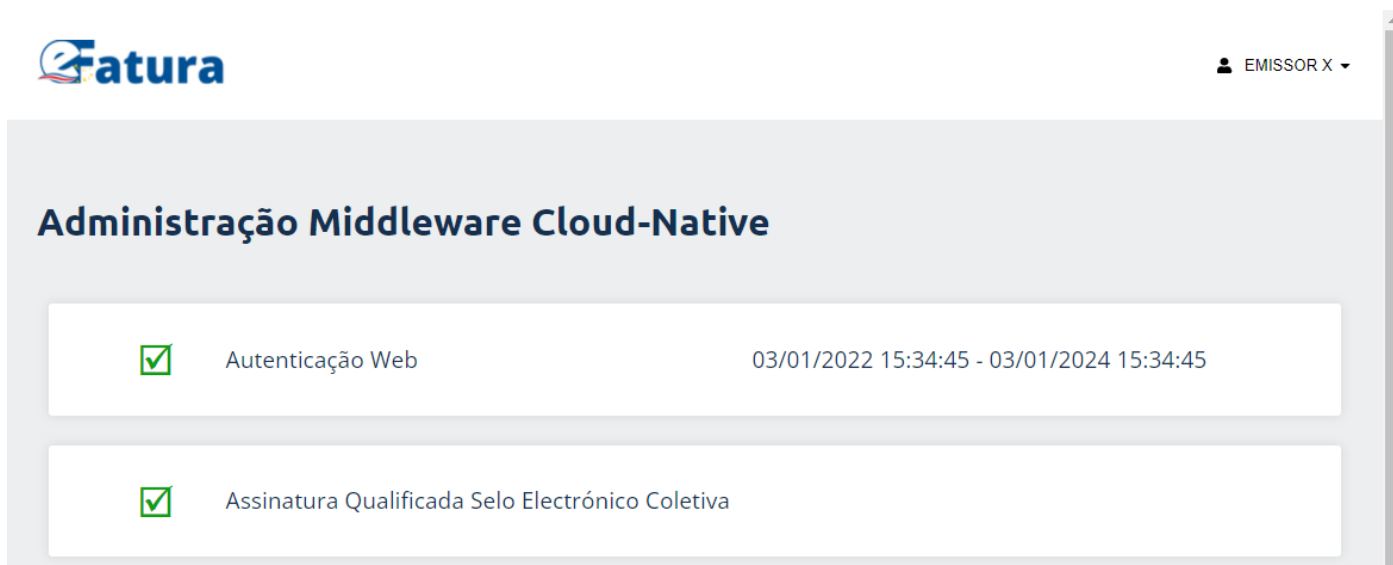 eFatura
EMISSOR X
Administração Middleware Cloud-Native
Autenticação Web 03/01/2022 15:34:45 - 03/01/2024 15:34:45
Assinatura Qualificada Selo Electrónico Coletiva